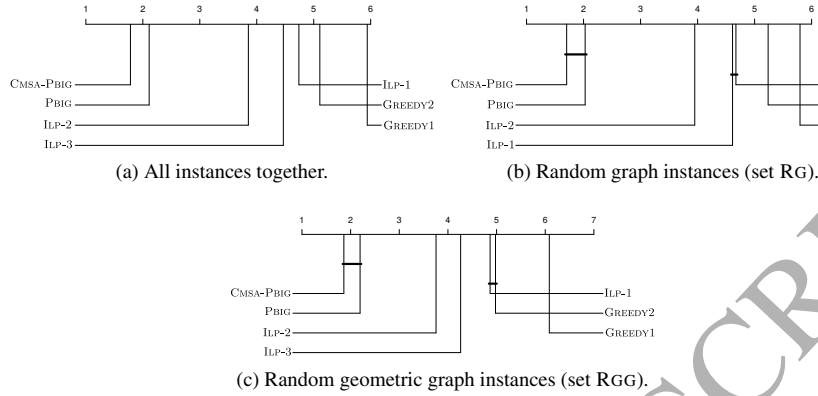 1 2 3 4 5 6
CMSA-PBIG
PBIG
ILP-2
ILP-3
ILP-1
GREEDY2
GREEDY1
(a) All instances together.
1 2 3 4 5 6
CMSA-PBIG
PBIG
ILP-2
ILP-1
(b) Random graph instances (set RG).
1 2 3 4 5 6 7
CMSA-PBIG
PBIG
ILP-2
ILP-3
ILP-1
GREEDY2
GREEDY1
(c) Random geometric graph instances (set RGG).